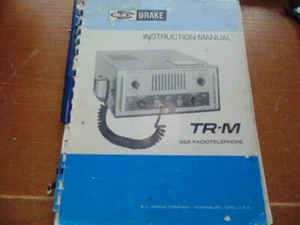 DRAKE
INSTRUCTION MANUAL
TR·M
SSB RADIOTELEPHONE
R. L. DRAKE COMPANY, MIAMISBURG, OHIO, U.S.A.